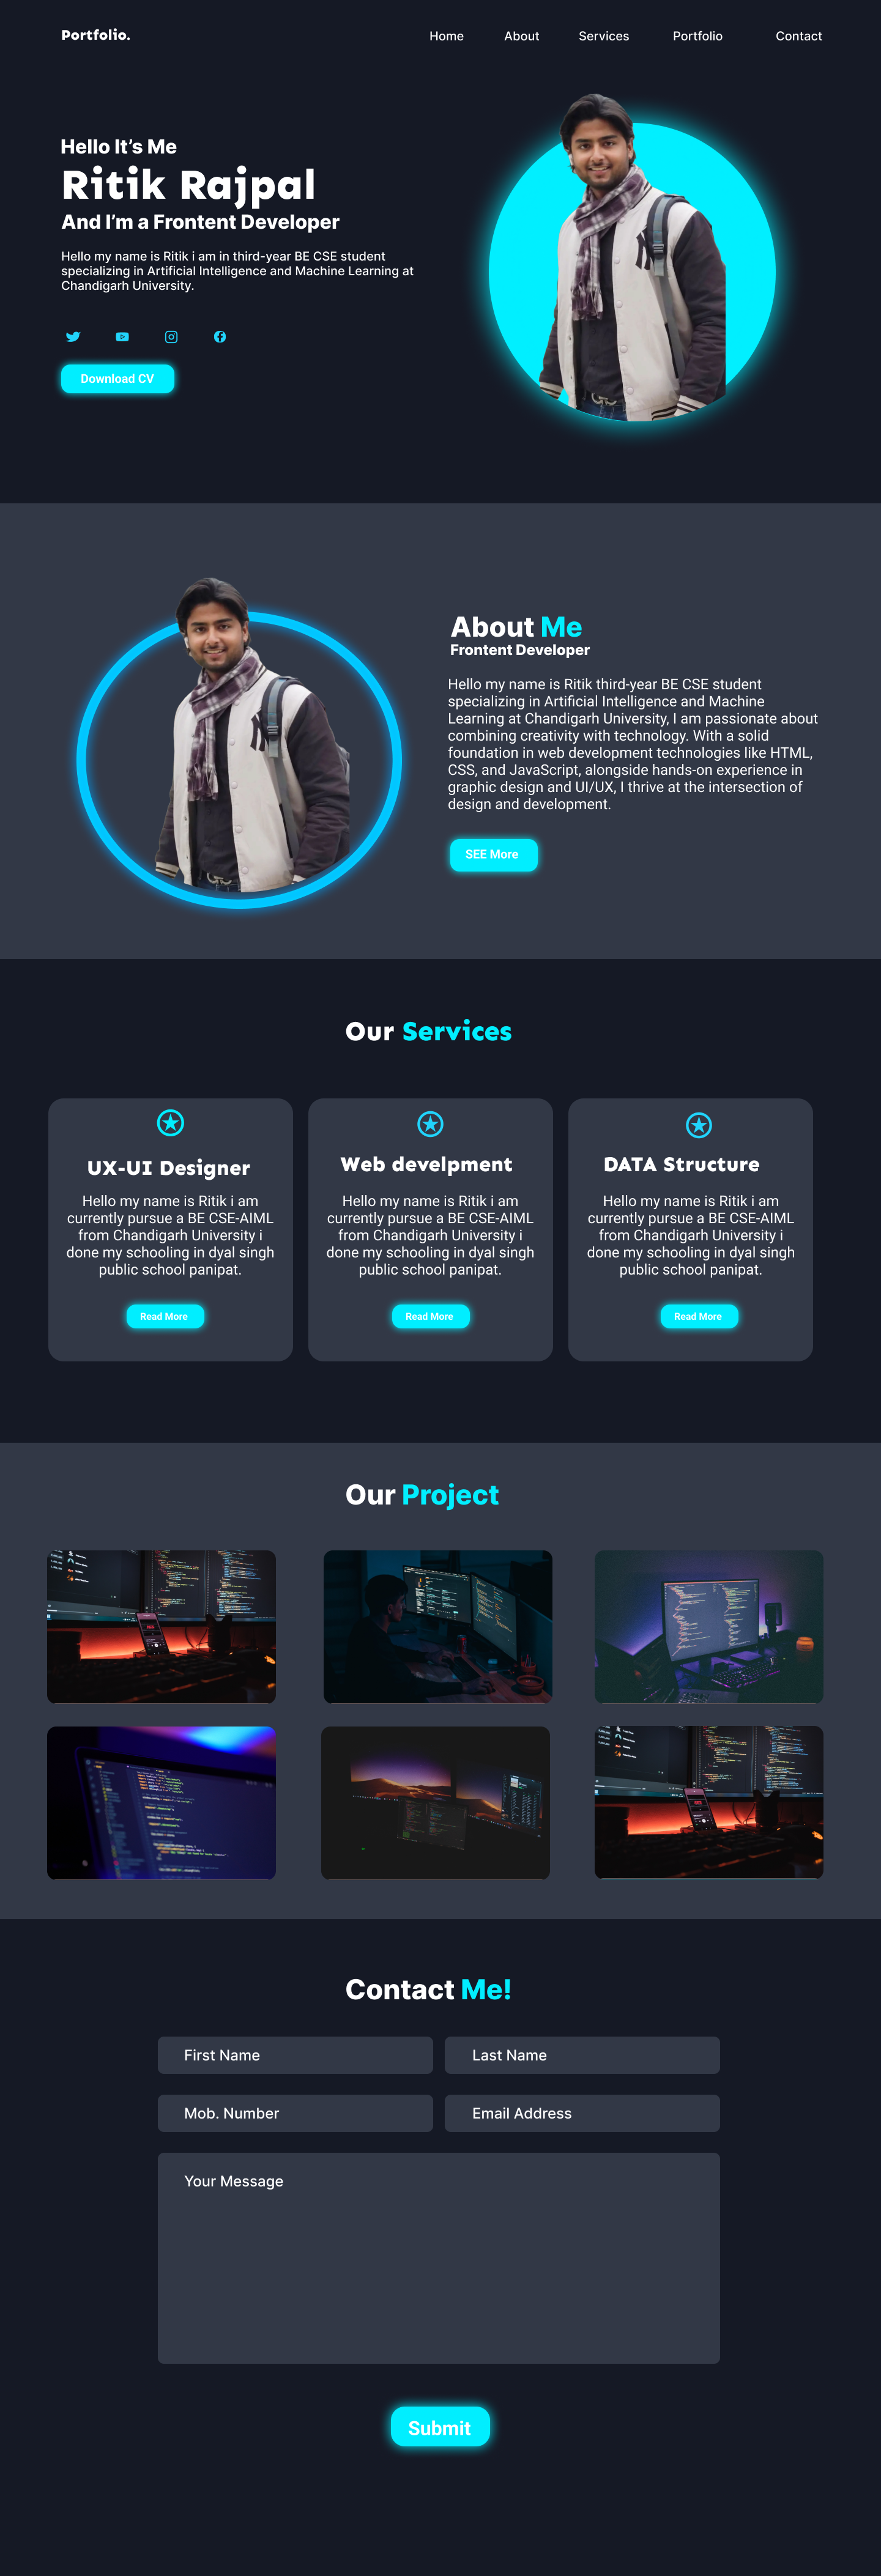 Portfolio.
Home
About
Services
Portfolio
Contact
Hello It's Me
Ritik Rajpal
And I'm a Frontent Developer
Hello my name is Ritik i am in third-year BE CSE student
specializing in Artificial Intelligence and Machine Learning at
Chandigarh University.
Download CV
About Me
Frontent Developer
Hello my name is Ritik third-year BE CSE student
specializing in Artificial Intelligence and Machine
Learning at Chandigarh University, I am passionate about
combining creativity with technology. With a solid
foundation in web development technologies like HTML,
CSS, and JavaScript, alongside hands-on experience in
graphic design and UI/UX, I thrive at the intersection of
design and development.
SEE More
Our Services
UX-UI Designer
Hello my name is Ritik i am
currently pursue a BE CSE-AIML
from Chandigarh University i
done my schooling in dyal singh
public school panipat.
Read More
Web develpment
Hello my name is Ritik i am
currently pursue a BE CSE-AIML
from Chandigarh University i
done my schooling in dyal singh
public school panipat.
Read More
DATA Structure
Hello my name is Ritik i am
currently pursue a BE CSE-AIML
from Chandigarh University i
done my schooling in dyal singh
public school panipat.
Read More
Our Project
Contact Me!
First Name
Last Name
Mob. Number
Email Address
Your Message
Submit